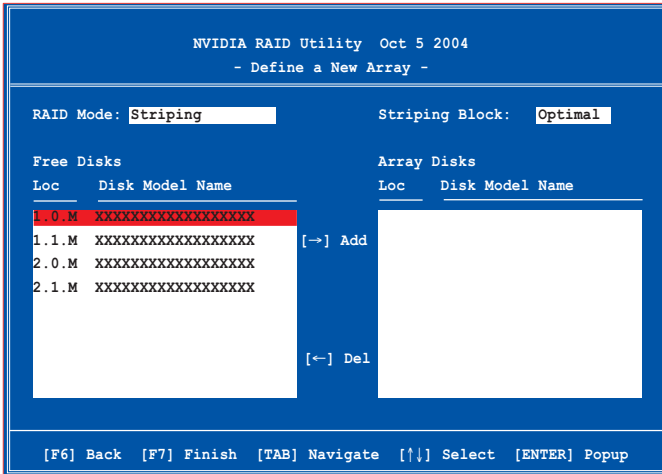 NVIDIA RAID Utility Oct 5 2004
- Define a New Array -
RAID Mode: Striping
Striping Block: Optimal
Free Disks
Array Disks
Loc Disk Model Name
Loc Disk Model Name
1.0.M XXXXXXXXXXXXXXXXXX
1.1.M XXXXXXXXXXXXXXXXXX
[→] Add
2.0.M XXXXXXXXXXXXXXXXXX
2.1.M XXXXXXXXXXXXXXXXXX
[←] Del
[F6] Back [F7] Finish [TAB] Navigate [↑↓] Select [ENTER] Popup